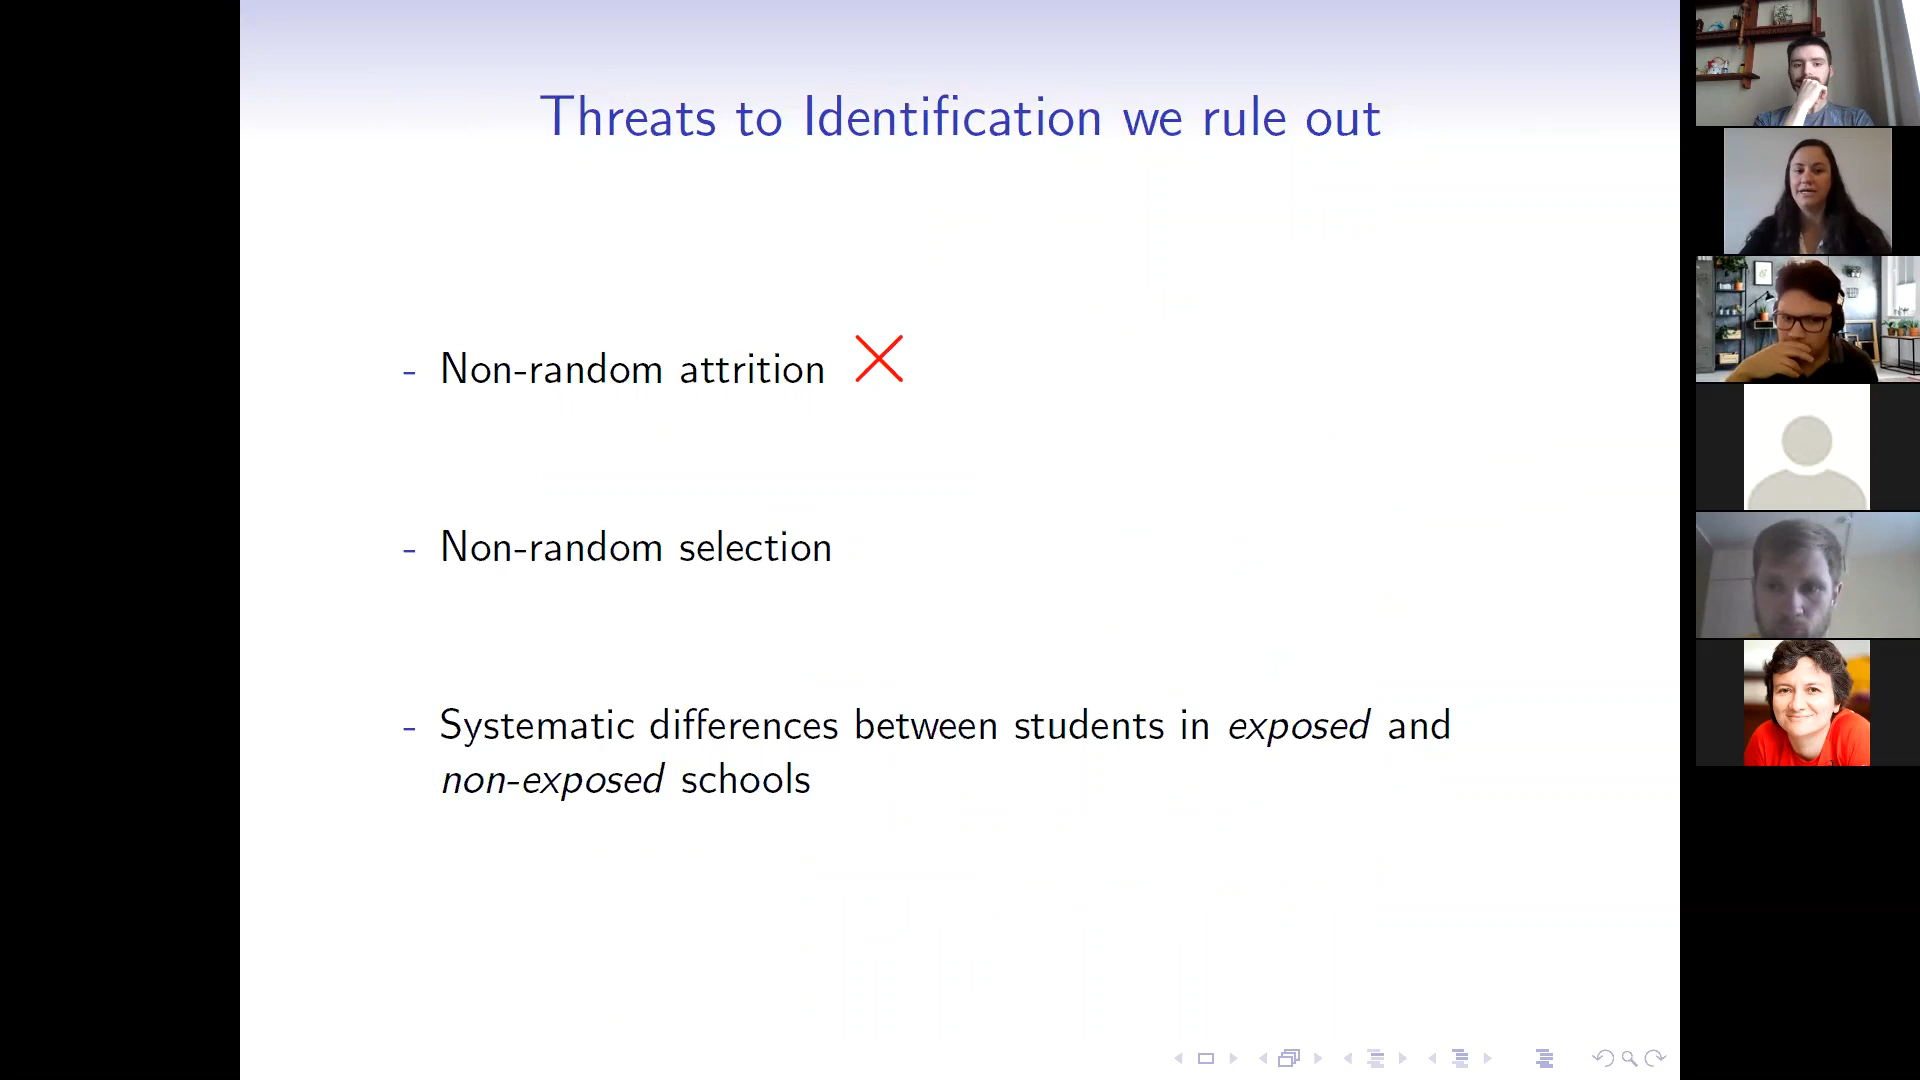 Threats to Identification we rule out
- Non-random attrition
- Non-random selection
- Systematic differences between students in exposed and
non-exposed schools